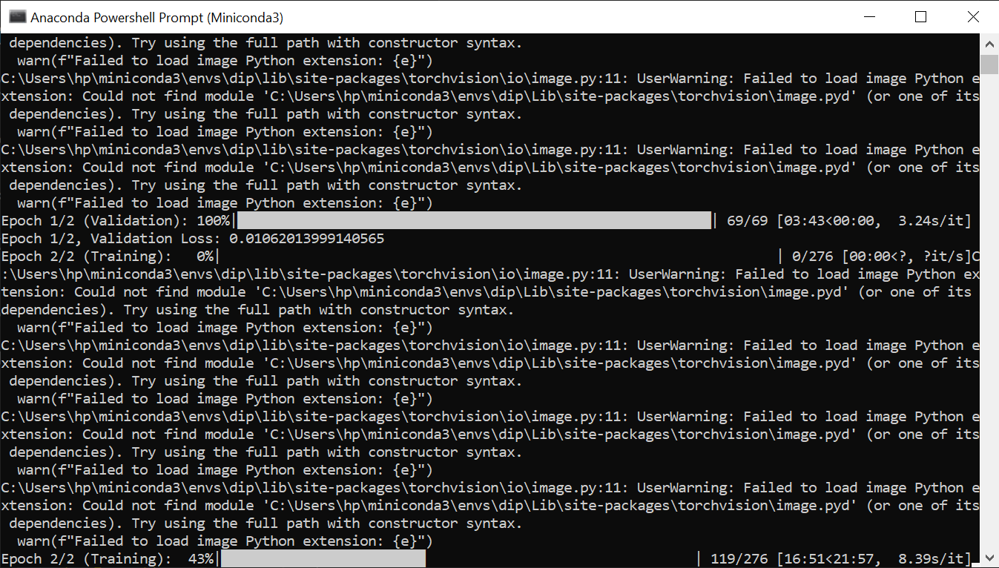 Anaconda Powershell Prompt (Miniconda3)
dependencies). Try using the full path with constructor syntax.
warn(f"Failed to load image Python extension: {e}")
C:\Users\hp\miniconda3\envs\dip\lib\site-packages\torchvision\io\image.py:11: UserWarning: Failed to load image Python e
xtension: Could not find module 'C:\Users\hp\miniconda3\envs\dip\Lib\site-packages\torchvision\image.pyd' (or one of its
dependencies). Try using the full path with constructor syntax.
warn(f"Failed to load image Python extension: {e}")
C:\Users\hp\miniconda3\envs\dip\lib\site-packages\torchvision\io\image.py:11: UserWarning: Failed to load image Python e
xtension: Could not find module 'C:\Users\hp\miniconda3\envs\dip\Lib\site-packages\torchvision\image.pyd' (or one of its
dependencies). Try using the full path with constructor syntax.
warn(f"Failed to load image Python extension: {e}")
Epoch 1/2 (Validation): 100%| | 69/69 [03:43<00:00, 3.24s/it]
Epoch 1/2, Validation Loss: 0.01062013999140565
Epoch 2/2 (Training): 0%| | 0/276 [00:00<?, ?it/s]C
:\Users\hp\miniconda3\envs\dip\lib\site-packages\torchvision\io\image.py:11: UserWarning: Failed to load image Python ex
tension: Could not find module 'C:\Users\hp\miniconda3\envs\dip\Lib\site-packages\torchvision\image.pyd' (or one of its
dependencies). Try using the full path with constructor syntax.
warn(f"Failed to load image Python extension: {e}")
C:\Users\hp\miniconda3\envs\dip\lib\site-packages\torchvision\io\image.py:11: UserWarning: Failed to load image Python e
xtension: Could not find module 'C:\Users\hp\miniconda3\envs\dip\Lib\site-packages\torchvision\image.pyd' (or one of its
dependencies). Try using the full path with constructor syntax.
warn(f"Failed to load image Python extension: {e}")
C:\Users\hp\miniconda3\envs\dip\lib\site-packages\torchvision\io\image.py:11: UserWarning: Failed to load image Python e
xtension: Could not find module 'C:\Users\hp\miniconda3\envs\dip\Lib\site-packages\torchvision\image.pyd' (or one of its
dependencies). Try using the full path with constructor syntax.
warn(f"Failed to load image Python extension: {e}")
C:\Users\hp\miniconda3\envs\dip\lib\site-packages\torchvision\io\image.py:11: UserWarning: Failed to load image Python e
xtension: Could not find module 'C:\Users\hp\miniconda3\envs\dip\Lib\site-packages\torchvision\image.pyd' (or one of its
dependencies). Try using the full path with constructor syntax.
warn(f"Failed to load image Python extension: {e}")
Epoch 2/2 (Training): 43%| | 119/276 [16:51<21:57, 8.39s/it]